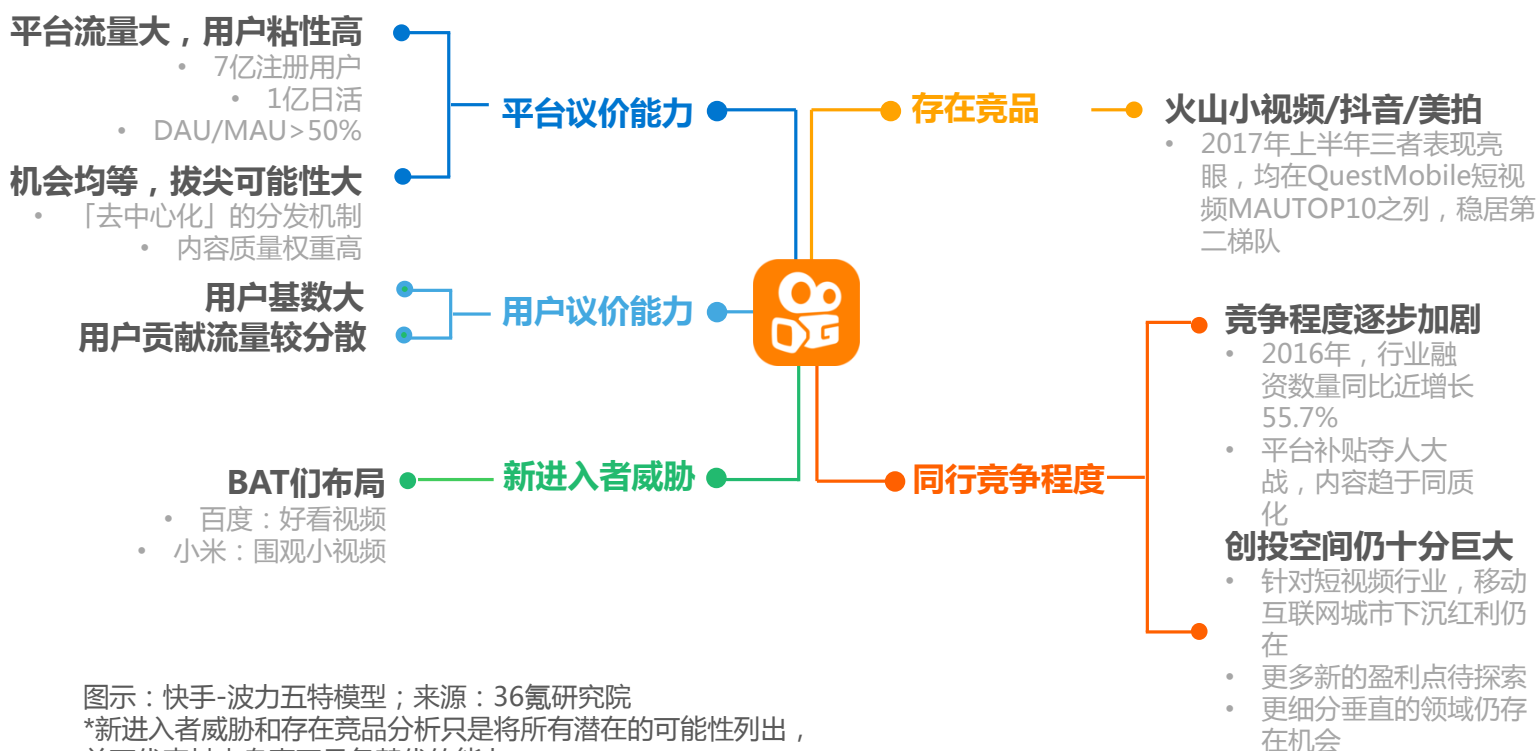 平台流量大，用户粘性高
• 7亿注册用户
• 1亿日活
• DAU/MAU>50%
机会均等，拔尖可能性大
• 「去中心化」的分发机制
• 内容质量权重高
平台议价能力
用户基数大
用户贡献流量较分散
用户议价能力
BAT们布局
• 百度：好看视频
• 小米：围观小视频
新进入者威胁
存在竞品
火山小视频/抖音/美拍
• 2017年上半年三者表现亮
眼，均在QuestMobile短视
频MAUTOP10之列，稳居第
二梯队
同行竞争程度
竞争程度逐步加剧
• 2016年，行业融
资数量同比近增长
55.7%
• 平台补贴夺人大
战，内容趋于同质
化
创投空间仍十分巨大
• 针对短视频行业，移动
互联网城市下沉红利仍
在
• 更多新的盈利点待探索
• 更细分垂直的领域仍存
在机会
图示：快手-波力五特模型；来源：36氪研究院
*新进入者威胁和存在竞品分析只是将所有潜在的可能性列出，